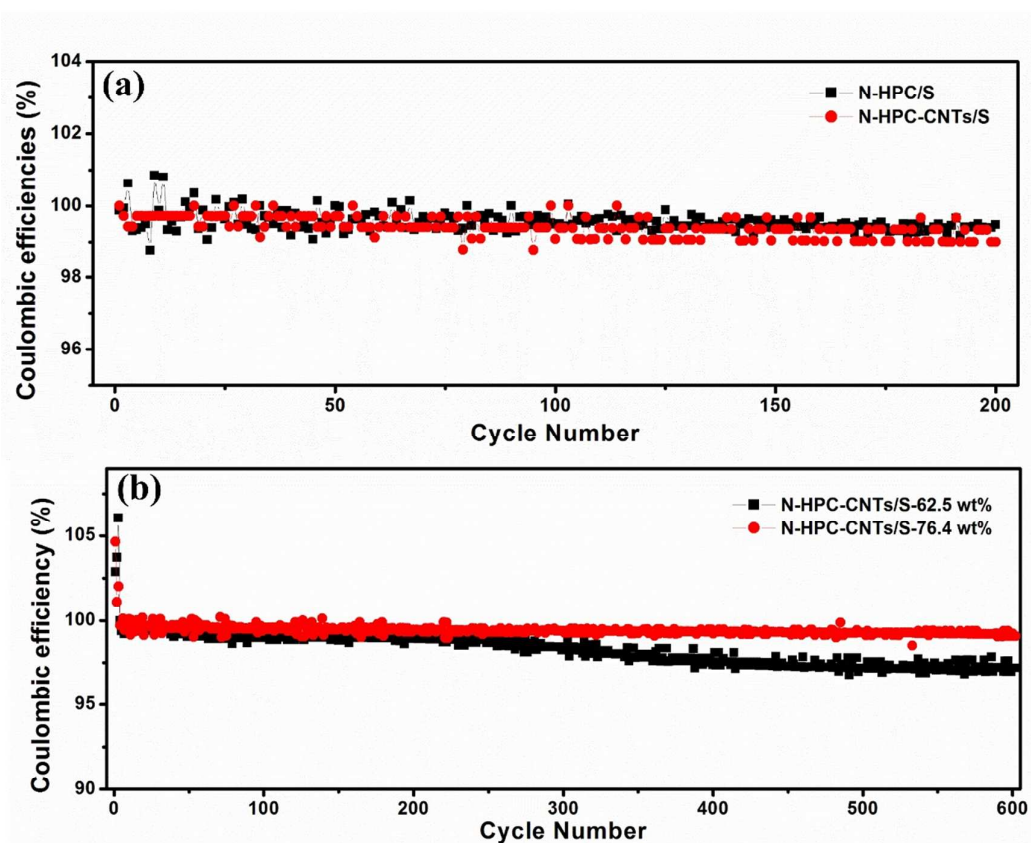 (a)
Coulombic efficiencies (%)
104
102
100
98
96
N-HPC/S
N-HPC-CNTs/S
0 50 100 150 200
Cycle Number
(b)
Coulombic efficiency (%)
105
100
95
90
N-HPC-CNTs/S-62.5 wt%
N-HPC-CNTs/S-76.4 wt%
0 100 200 300 400 500 600
Cycle Number